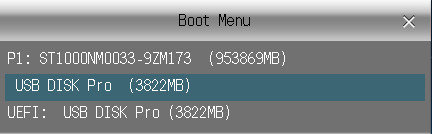 Boot Menu
P1: ST1000NM0033-9ZM173 (953869MB)
USB DISK Pro (3822MB)
UEFI: USB DISK Pro (3822MB)